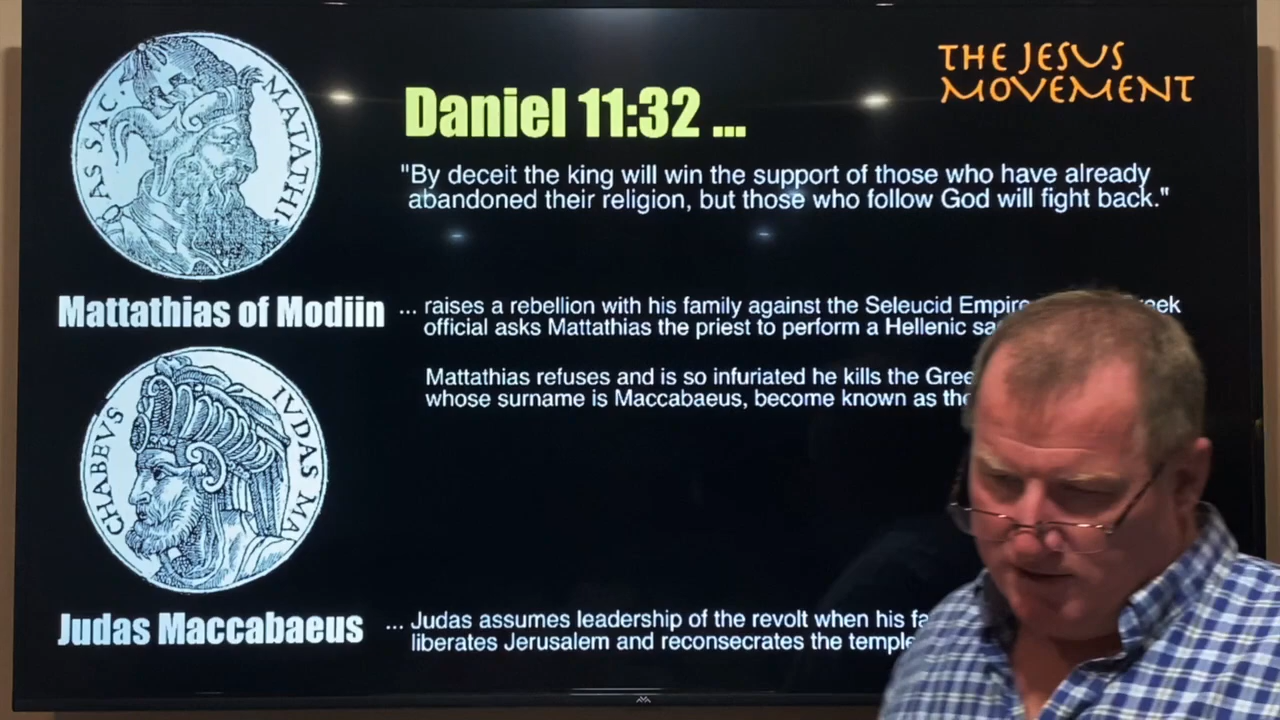 THE JESUS
MOVEMENT
AS SAC. MATATHI
Daniel 11:32 ...
"By deceit the king will win the support of those who have already
abandoned their religion, but those who follow God will fight back."
Mattathias of Modiin
... raises a rebellion with his family against the Seleucid Empire
official asks Mattathias the priest to perform a Hellenic
Mattathias refuses and is so infuriated he kills the
whose surname is Maccabaeus, become known as
CHABEVS IVDAS MA
Judas Maccabaeus
... Judas assumes leadership of the revolt when his
liberates Jerusalem and reconsecrates the temple